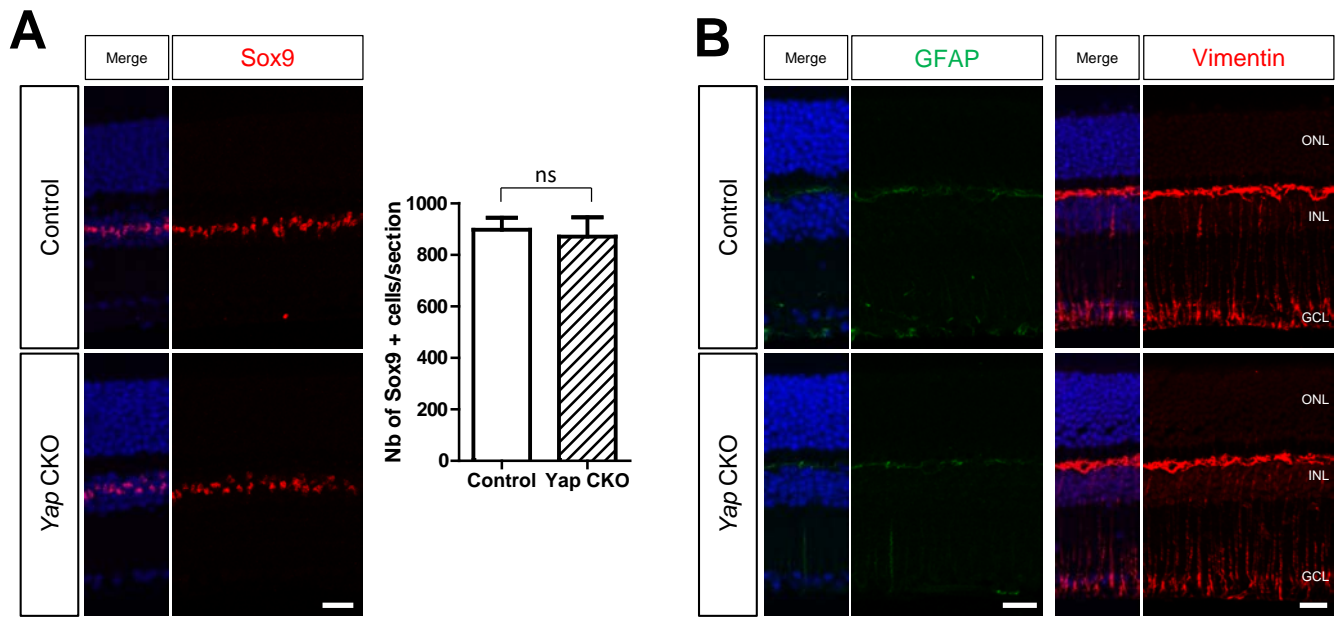 A
Merge
Sox9
Control
Yap CKO
ns
1000
800
600
400
200
0
Nb of Sox9 + cells/section
Control Yap CKO
B
Merge
GFAP
Merge
Vimentin
Control
ONL
INL
GCL
Yap CKO
ONL
INL
GCL